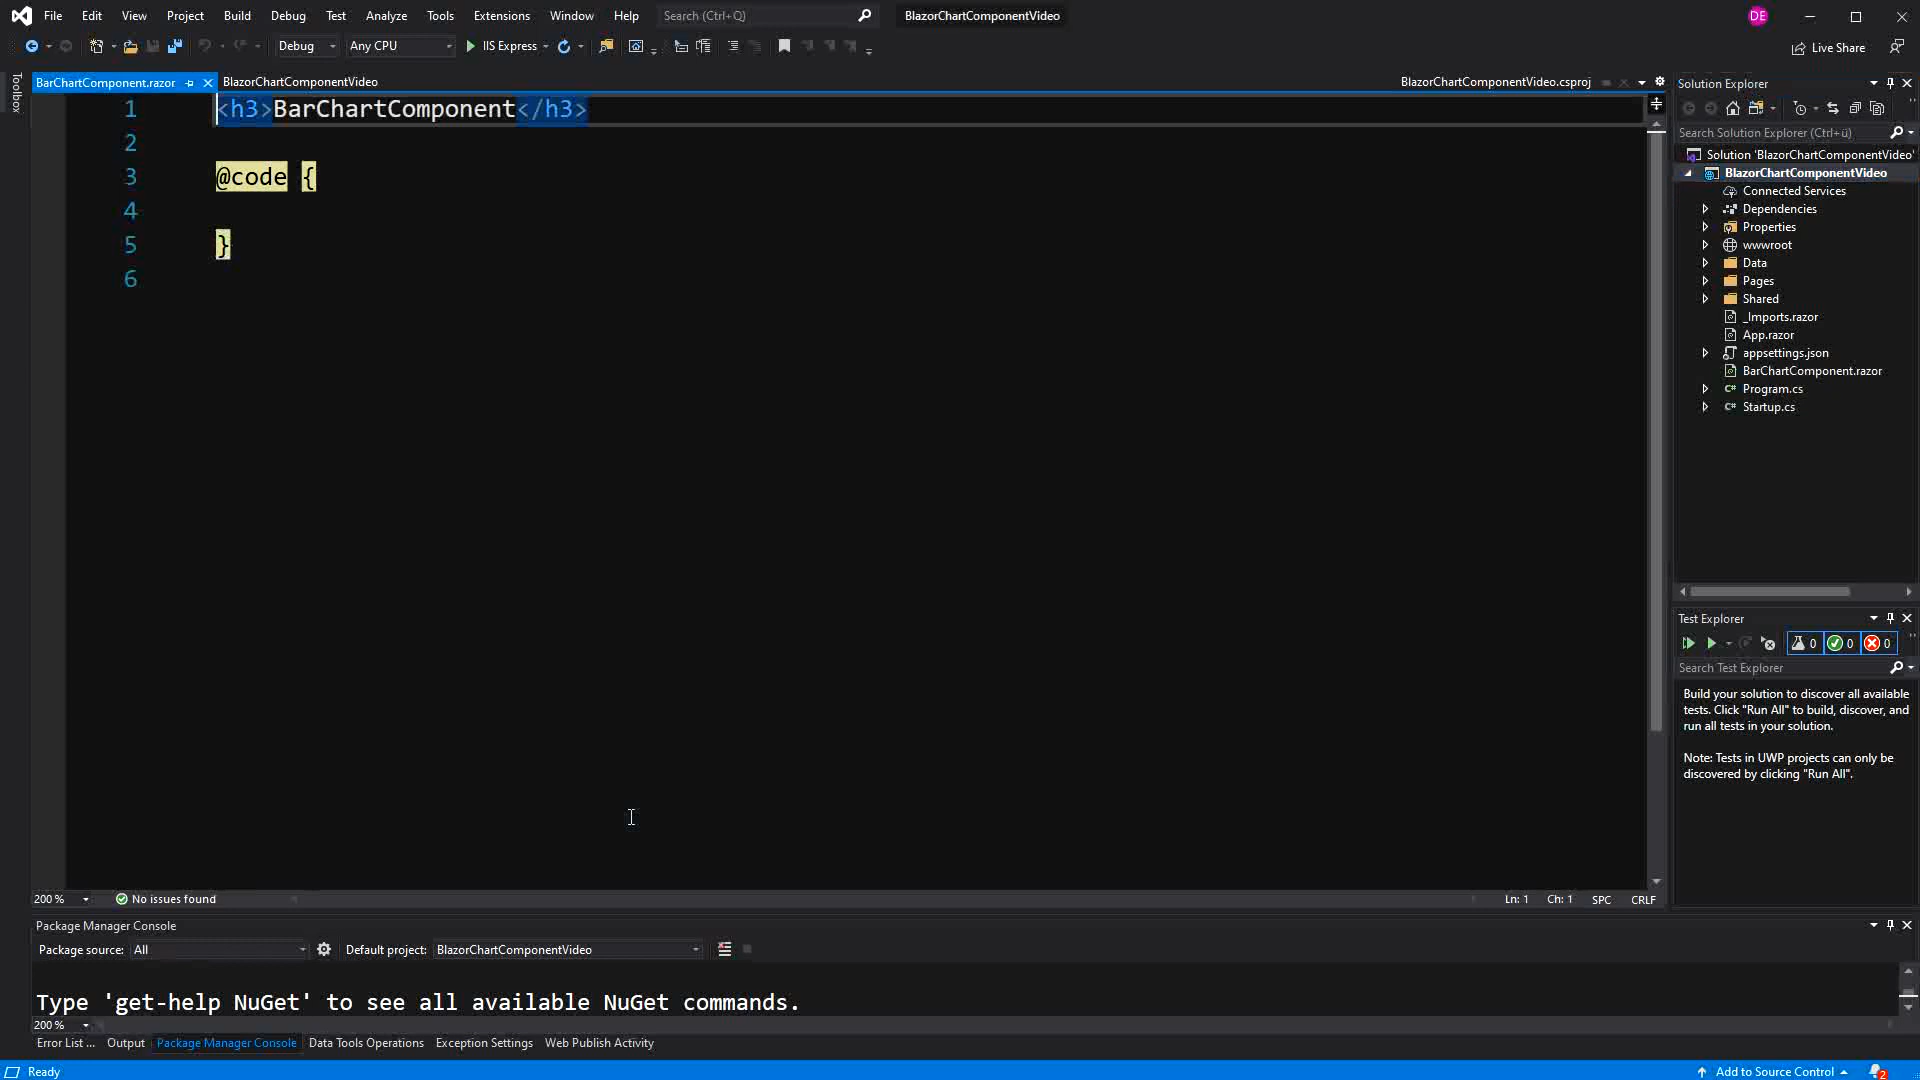 File Edit View Project Build Debug Test Analyze Tools Extensions Window Help Search (Ctrl+Q) BlazorChartComponentVideo DE
Debug Any CPU IIS Express Live Share
Toolbox
BarChartComponent.razor BlazorChartComponentVideo BlazorChartComponentVideo.csproj
1 <h3>BarChartComponent</h3>
2
3 @code {
4
5 }
6
200 % No issues found Ln: 1 Ch: 1 SPC CRLF
Solution Explorer
Search Solution Explorer (Ctrl+ü)
Solution 'BlazorChartComponentVideo'
BlazorChartComponentVideo
Connected Services
Dependencies
Properties
wwwroot
Data
Pages
Shared
_Imports.razor
App.razor
appsettings.json
BarChartComponent.razor
C# Program.cs
C# Startup.cs
Test Explorer
0 0 0
Search Test Explorer
Build your solution to discover all available
tests. Click "Run All" to build, discover, and
run all tests in your solution.
Note: Tests in UWP projects can only be
discovered by clicking "Run All".
Package Manager Console
Package source: All Default project: BlazorChartComponentVideo
Type 'get-help NuGet' to see all available NuGet commands.
200 %
Error List ... Output Package Manager Console Data Tools Operations Exception Settings Web Publish Activity
Ready Add to Source Control 2